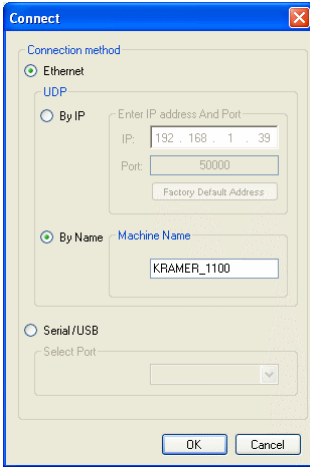 Connect
Connection method
Ethernet
UDP
By IP
Enter IP address And Port
IP: 192 . 168 . 1 . 39
Port: 50000
Factory Default Address
By Name
Machine Name
KRAMER_1100
Serial/USB
Select Port
OK Cancel